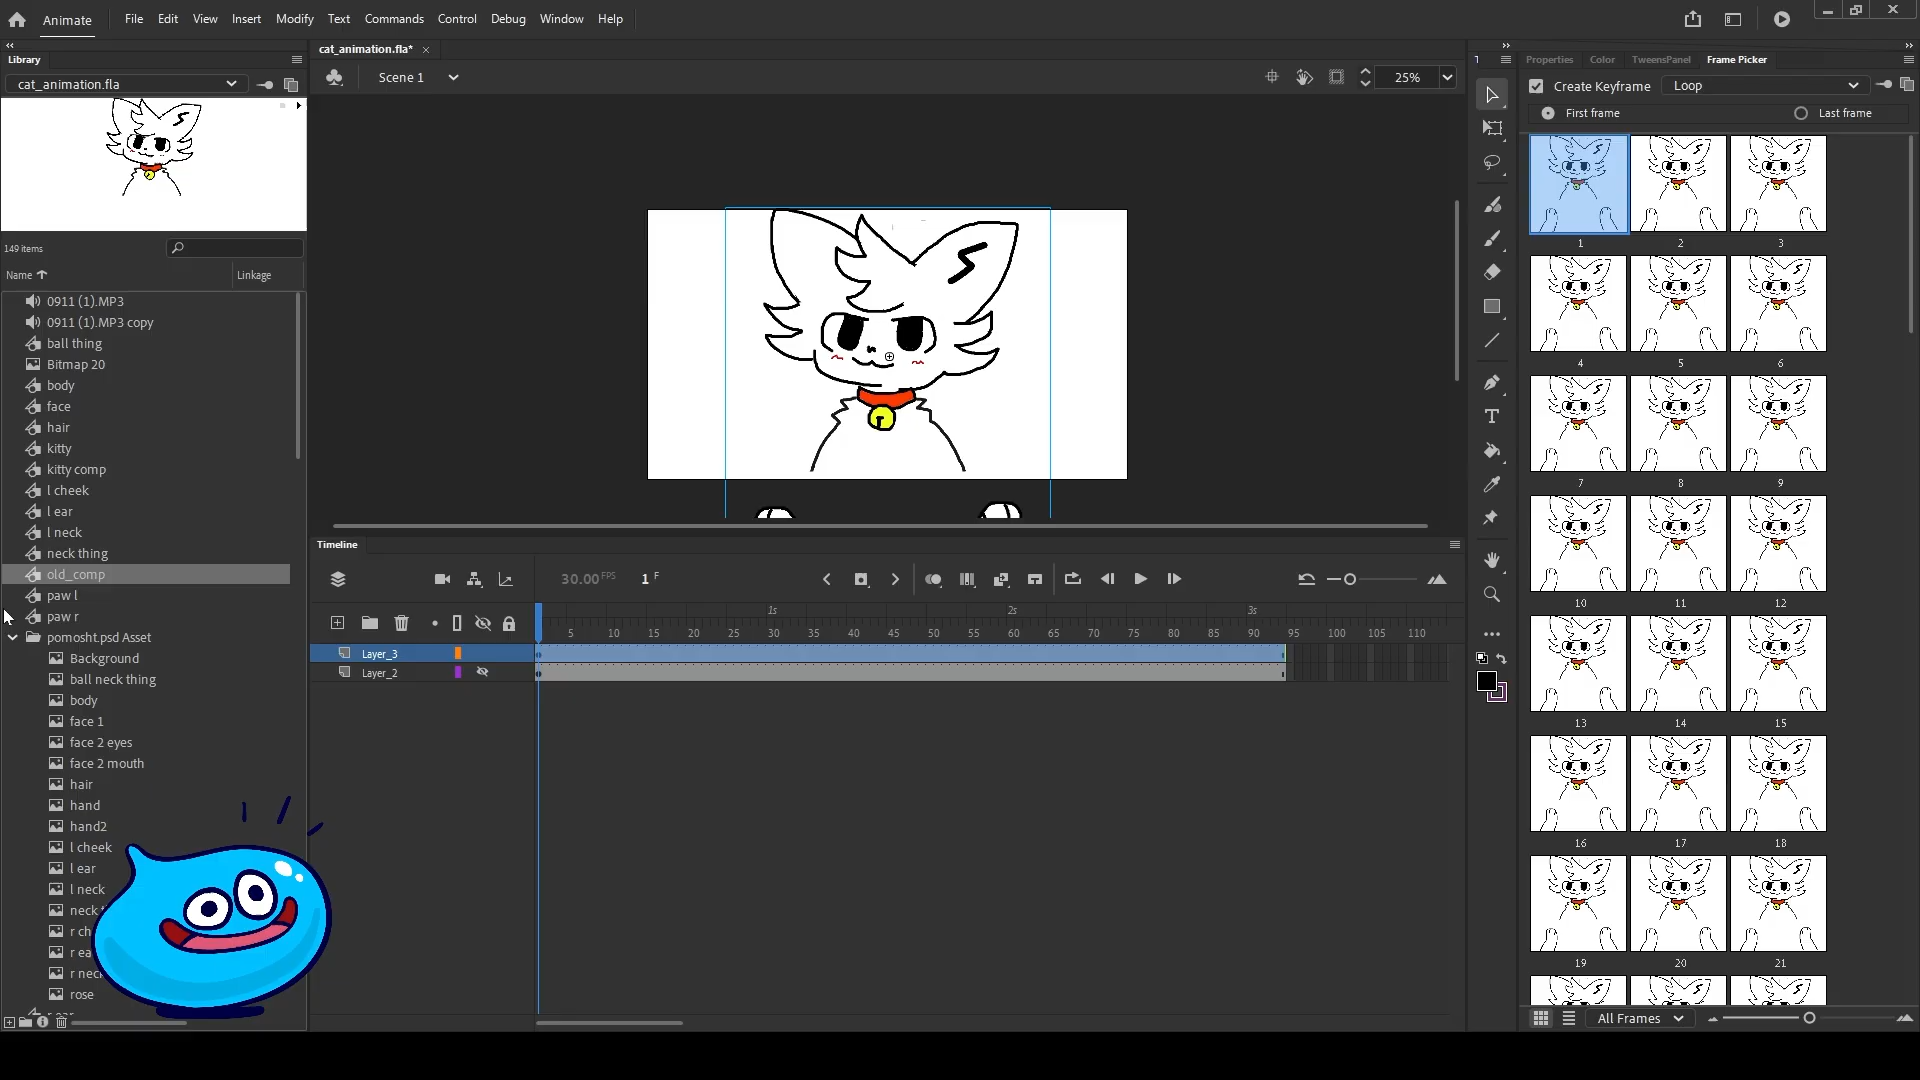 Animate File Edit View Insert Modify Text Commands Control Debug Window Help
Library
cat_animation.fla
149 items
Name Linkage
0911 (1).MP3
0911 (1).MP3 copy
ball thing
Bitmap 20
body
face
hair
kitty
kitty comp
l cheek
l ear
l neck
neck thing
old_comp
paw l
paw r
pomosht.psd Asset
Background
ball neck thing
body
face 1
face 2 eyes
face 2 mouth
hair
hand
hand2
l cheek
l ear
l neck
neck
r ch
r ea
r neck
rose
cat_animation.fla*
Scene 1
25%
Timeline
30.00 FPS 1 F
1s 2s 3s
5 10 15 20 25 30 35 40 45 50 55 60 65 70 75 80 85 90 95 100 105 110
Layer_3
Layer_2
Properties Color TweensPanel Frame Picker
Create Keyframe Loop
First frame Last frame
1 2 3
4 5 6
7 8 9
10 11 12
13 14 15
16 17 18
19 20 21
All Frames